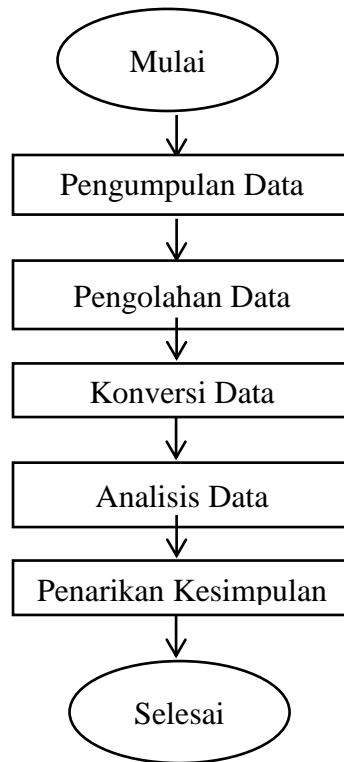 Mulai
Pengumpulan Data
Pengolahan Data
Konversi Data
Analisis Data
Penarikan Kesimpulan
Selesai